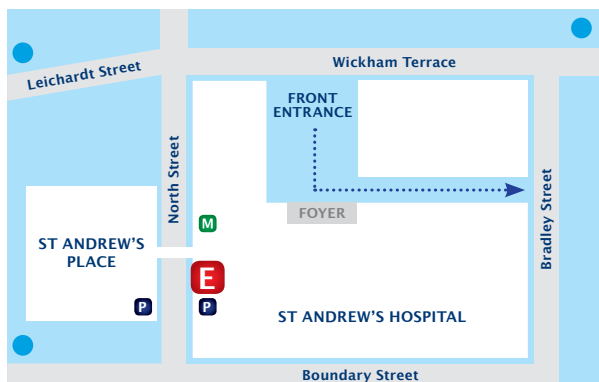 Wickham Terrace
Leichardt Street
FRONT
ENTRANCE
North Street
Bradley Street
FOYER
M
ST ANDREW'S
PLACE
E
P
P
ST ANDREW'S HOSPITAL
Boundary Street